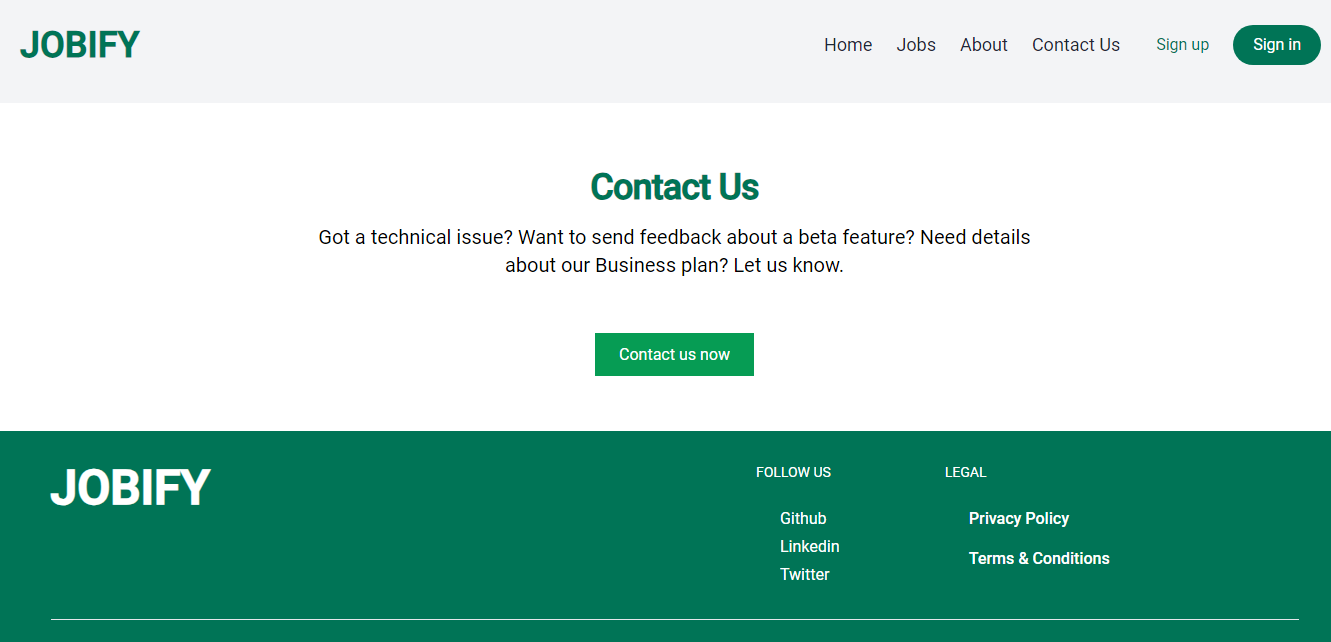 JOBIFY
Home Jobs About Contact Us Sign up Sign in
Contact Us
Got a technical issue? Want to send feedback about a beta feature? Need details
about our Business plan? Let us know.
Contact us now
JOBIFY
FOLLOW US
Github
Linkedin
Twitter
LEGAL
Privacy Policy
Terms & Conditions